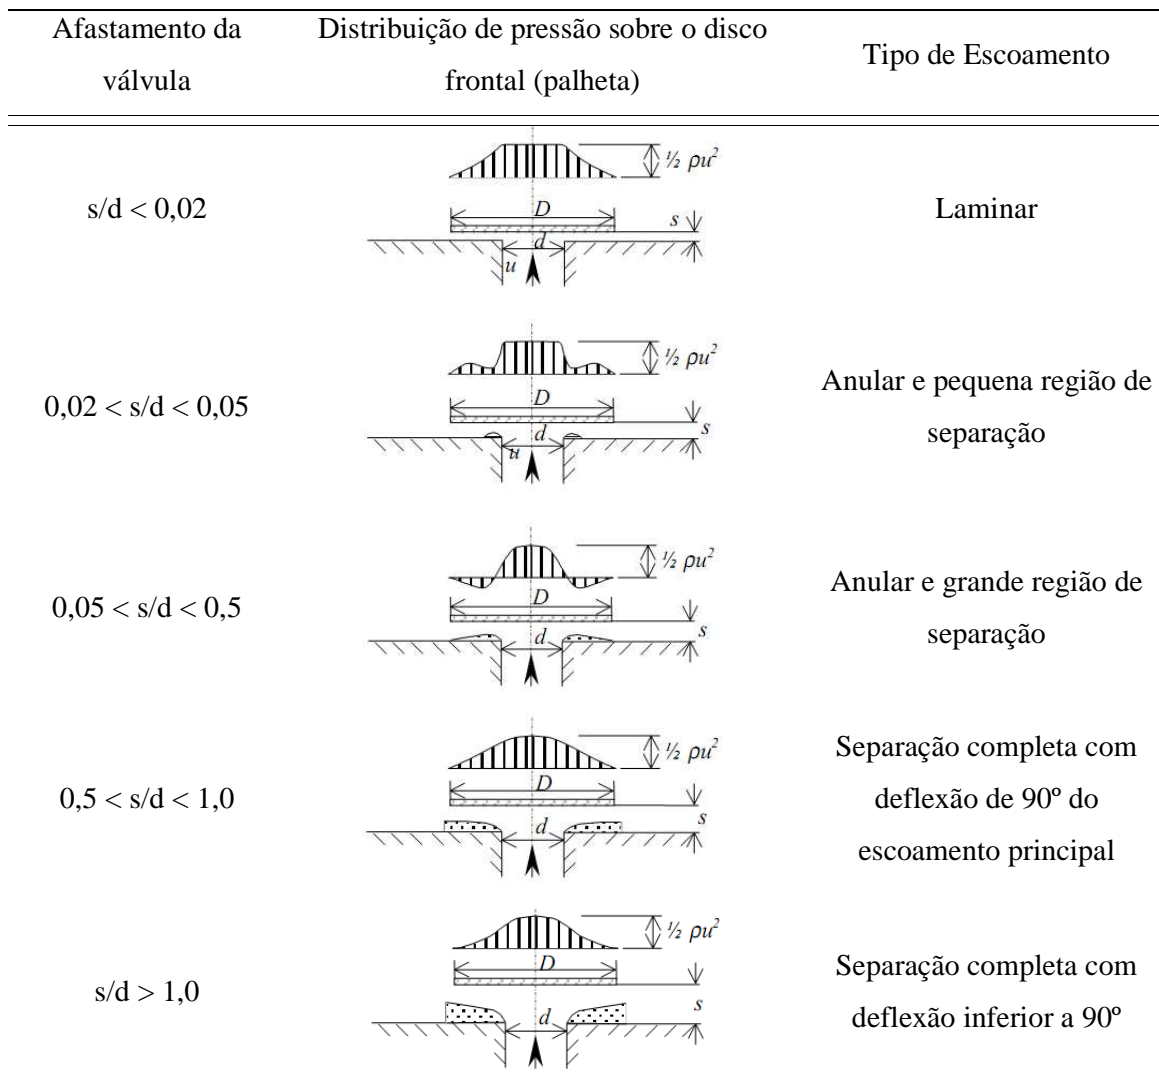 Afastamento da
válvula
Distribuição de pressão sobre o disco
frontal (palheta)
Tipo de Escoamento
s/d < 0,02
½ ρu²
D
s
d
u
Laminar
0,02 < s/d < 0,05
½ ρu²
D
s
d
u
Anular e pequena região de
separação
0,05 < s/d < 0,5
½ ρu²
D
s
d
Anular e grande região de
separação
0,5 < s/d < 1,0
½ ρu²
D
s
d
Separação completa com
deflexão de 90º do
escoamento principal
s/d > 1,0
½ ρu²
D
s
d
Separação completa com
deflexão inferior a 90º